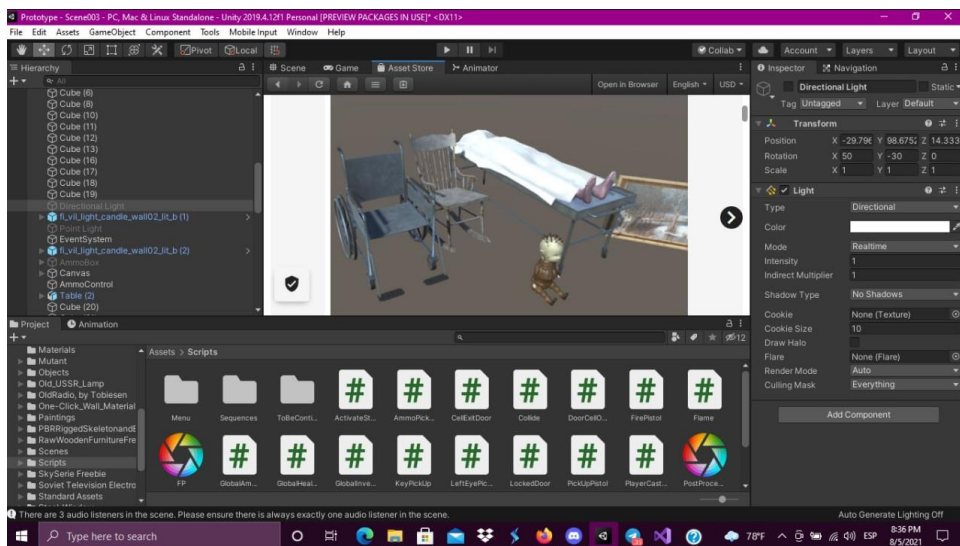 Prototype - Scene003 - PC, Mac & Linux Standalone - Unity 2019.4.12f1 Personal [PREVIEW PACKAGES IN USE]* <DX11>
File Edit Assets GameObject Component Tools Mobile Input Window Help
Pivot Local Collab Account Layers Layout
Hierarchy
All
Cube (6)
Cube (8)
Cube (10)
Cube (11)
Cube (12)
Cube (13)
Cube (16)
Cube (17)
Cube (18)
Cube (19)
Directional Light
fi_vil_light_candle_wall02_lit_b (1)
Point Light
EventSystem
fi_vil_light_candle_wall02_lit_b (2)
AmmoBox
Canvas
AmmoControl
Table (2)
Cube (20)
Scene Game Asset Store Animator
Open in Browser English USD
Inspector Navigation
Directional Light Static
Tag Untagged Layer Default
Transform
Position X -29.796 Y 98.6752 Z 14.333
Rotation X 50 Y -30 Z 0
Scale X 1 Y 1 Z 1
Light
Type Directional
Color
Mode Realtime
Intensity 1
Indirect Multiplier 1
Shadow Type No Shadows
Cookie None (Texture)
Cookie Size 10
Draw Halo
Flare None (Flare)
Render Mode Auto
Culling Mask Everything
Add Component
Project Animation
12
Materials
Mutant
Objects
Old_USSR_Lamp
OldRadio, by Tobiesen
One-Click_Wall_Material
Paintings
PBRRiggedSkeletonandE
RawWoodenFurnitureFre
Scenes
Scripts
SkySerie Freebie
Soviet Television Electro
Standard Assets
Assets > Scripts
Menu Sequences ToBeConti... ActivateSt... AmmoPick... CellExitDoor Collide DoorCellO... FirePistol Flame
FP GlobalAm... GlobalHeal... GlobalInve... KeyPickUp LeftEyePic... LockedDoor PickUpPistol PlayerCast... PostProce...
There are 3 audio listeners in the scene. Please ensure there is always exactly one audio listener in the scene.
Auto Generate Lighting Off
Type here to search
78°F ESP 8:36 PM
8/5/2021